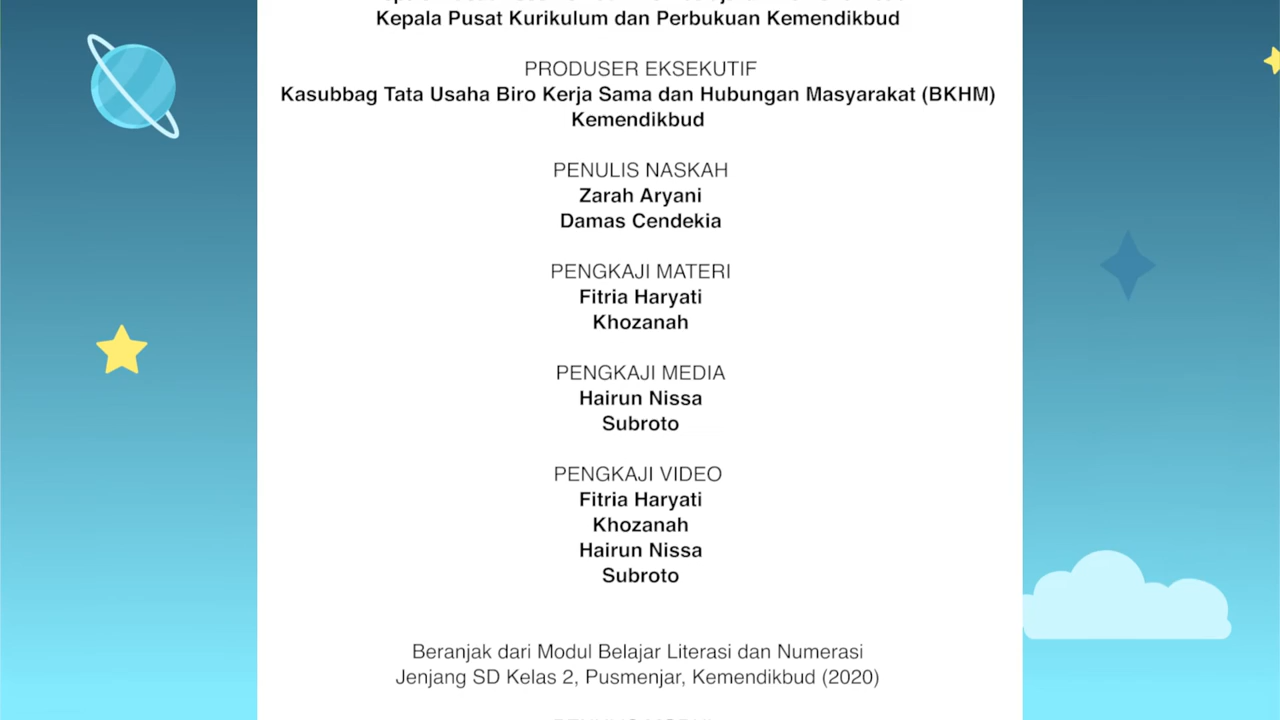 Kepala Pusat Kurikulum dan Perbukuan Kemendikbud
PRODUSER EKSEKUTIF
Kasubbag Tata Usaha Biro Kerja Sama dan Hubungan Masyarakat (BKHM)
Kemendikbud
PENULIS NASKAH
Zarah Aryani
Damas Cendekia
PENGKAJI MATERI
Fitria Haryati
Khozanah
PENGKAJI MEDIA
Hairun Nissa
Subroto
PENGKAJI VIDEO
Fitria Haryati
Khozanah
Hairun Nissa
Subroto
Beranjak dari Modul Belajar Literasi dan Numerasi
Jenjang SD Kelas 2, Pusmenjar, Kemendikbud (2020)